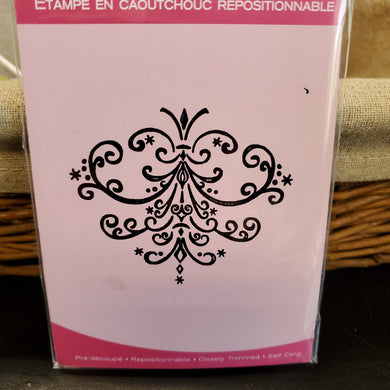 ÉTAMPE EN CAOUTCHOUC REPOSITIONNABLE
Pré-découpé • Repositionnable • Closely Trimmed • Self Cling